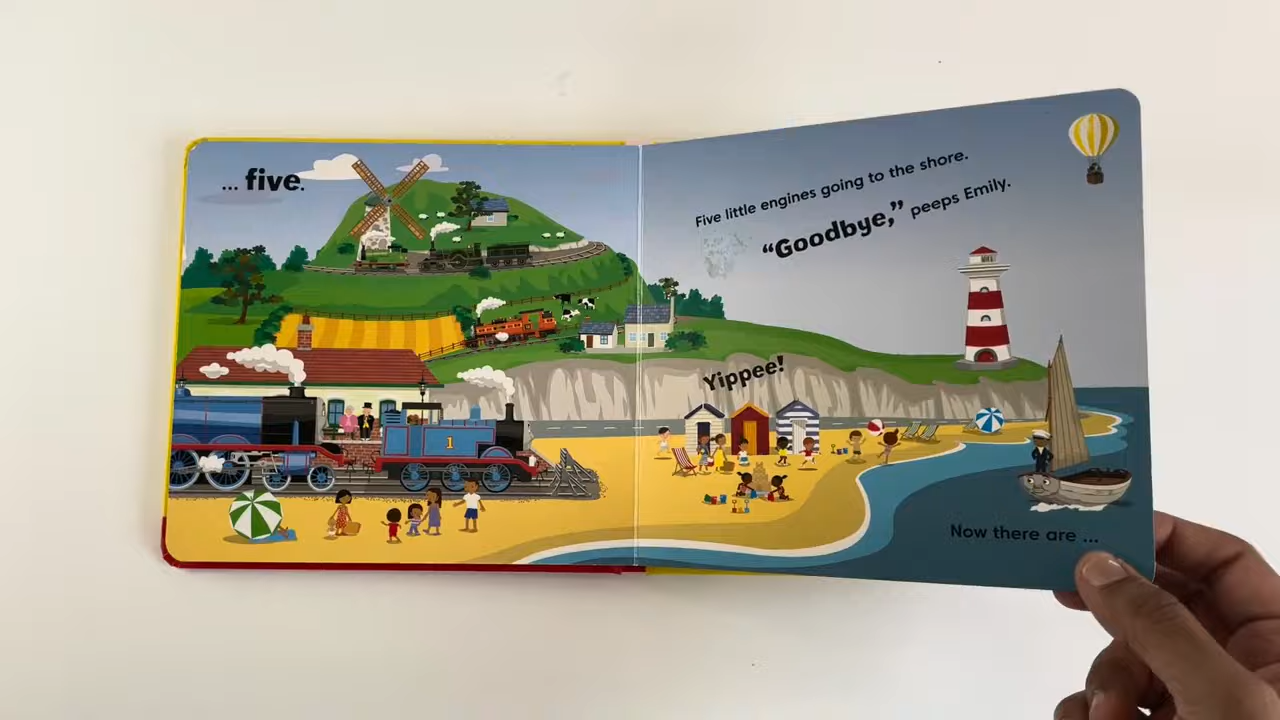 ... five.
Five little engines going to the shore.
“Goodbye,” peeps Emily.
Yippee!
1
Now there are ...